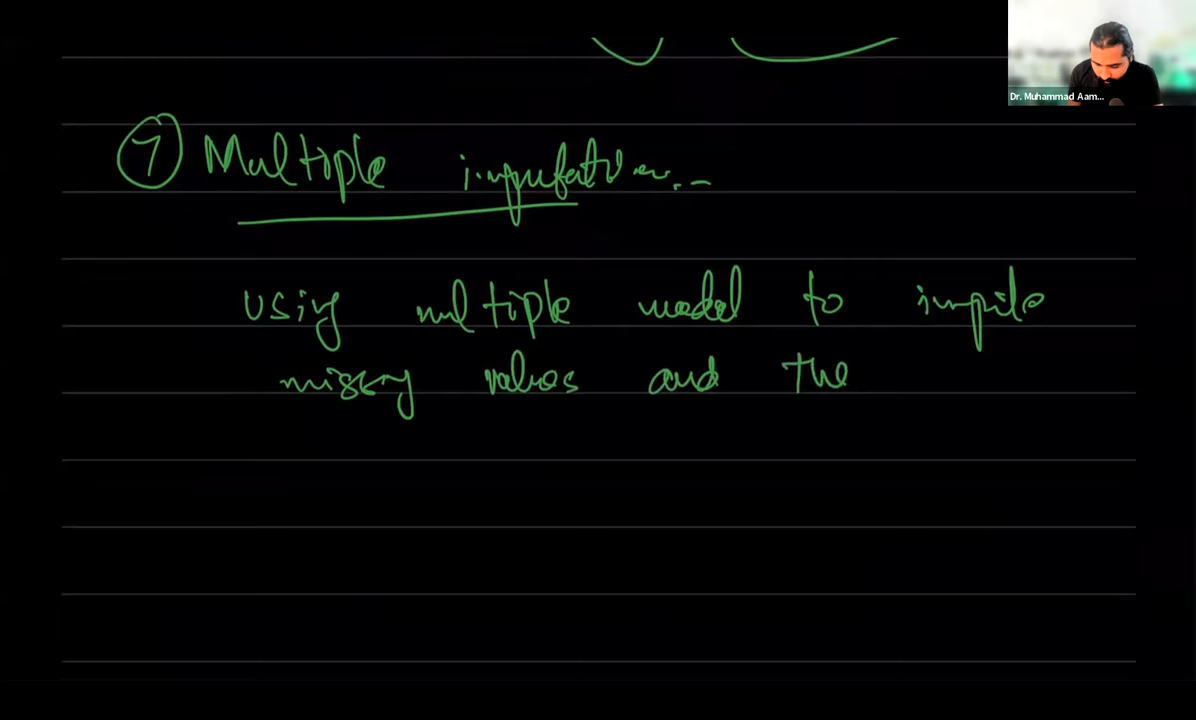 Dr. Muhammad Aam...
7 Multiple imputation..-
Using multiple model to impute
missing values and the